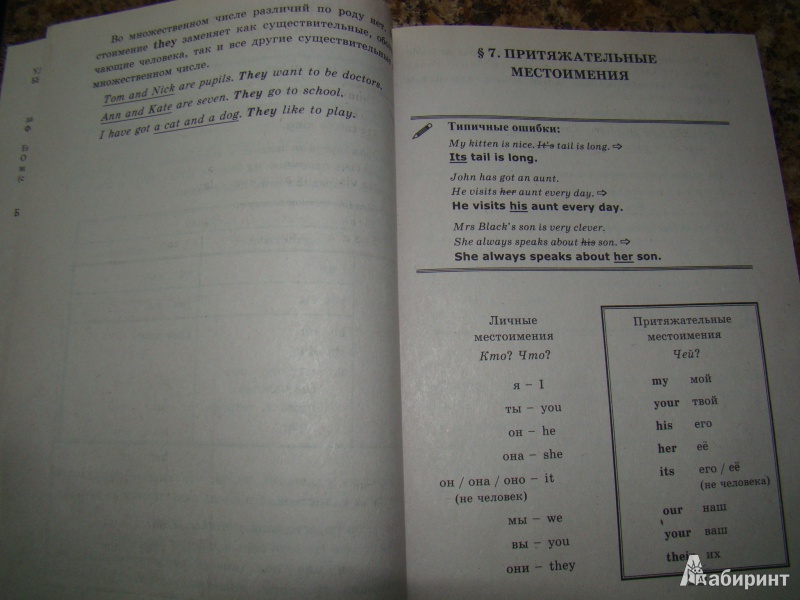 Во множественном числе различий по роду нет,
стоимение they заменяет как существительные, обозна-
чающие человека, так и все другие существительные
множественном числе.
Tom and Nick are pupils. They want to be doctors.
Ann and Kate are seven. They go to school.
I have got a cat and a dog. They like to play.
§ 7. ПРИТЯЖАТЕЛЬНЫЕ
МЕСТОИМЕНИЯ
Типичные ошибки:
My kitten is nice. It's tail is long. ⇨
Its tail is long.
John has got an aunt.
He visits her aunt every day. ⇨
He visits his aunt every day.
Mrs Black's son is very clever.
She always speaks about his son. ⇨
She always speaks about her son.
Личные
местоимения
Кто? Что?
я – I
ты – you
он – he
она – she
он / она / оно – it
(не человек)
мы – we
вы – you
они – they
Притяжательные
местоимения
Чей?
my мой
your твой
his его
her её
its его / её
(не человека)
our наш
your ваш
their их
Лабиринт